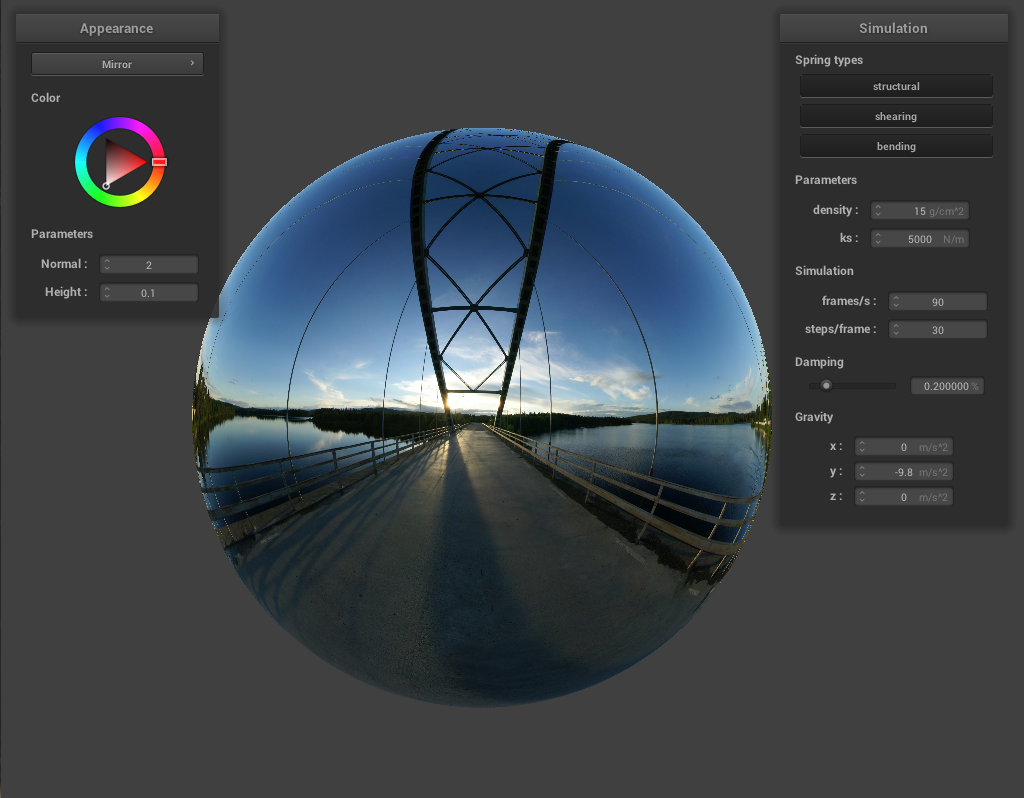 Appearance
Mirror
Color
Parameters
Normal : 2
Height : 0.1
Simulation
Spring types
structural
shearing
bending
Parameters
density : 15 g/cm^2
ks : 5000 N/m
Simulation
frames/s : 90
steps/frame : 30
Damping
0.200000 %
Gravity
x : 0 m/s^2
y : -9.8 m/s^2
z : 0 m/s^2